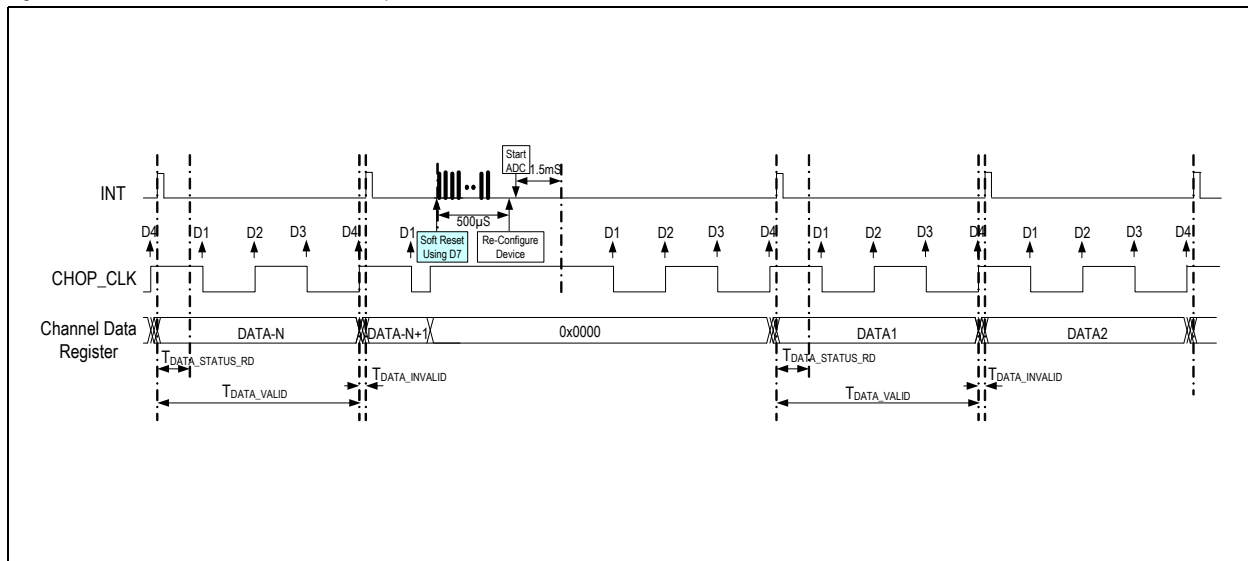 Start
ADC
1.5mS
INT
500µS
D4 D1 D2 D3 D4 D1 Soft Reset Using D7 Re-Configure Device D1 D2 D3 D4 D1 D2 D3 D4 D1 D2 D3 D4
CHOP_CLK
Channel Data
Register
DATA-N DATA-N+1 0x0000 DATA1 DATA2
TDATA_STATUS_RD TDATA_STATUS_RD
TDATA_INVALID TDATA_INVALID
TDATA_VALID TDATA_VALID